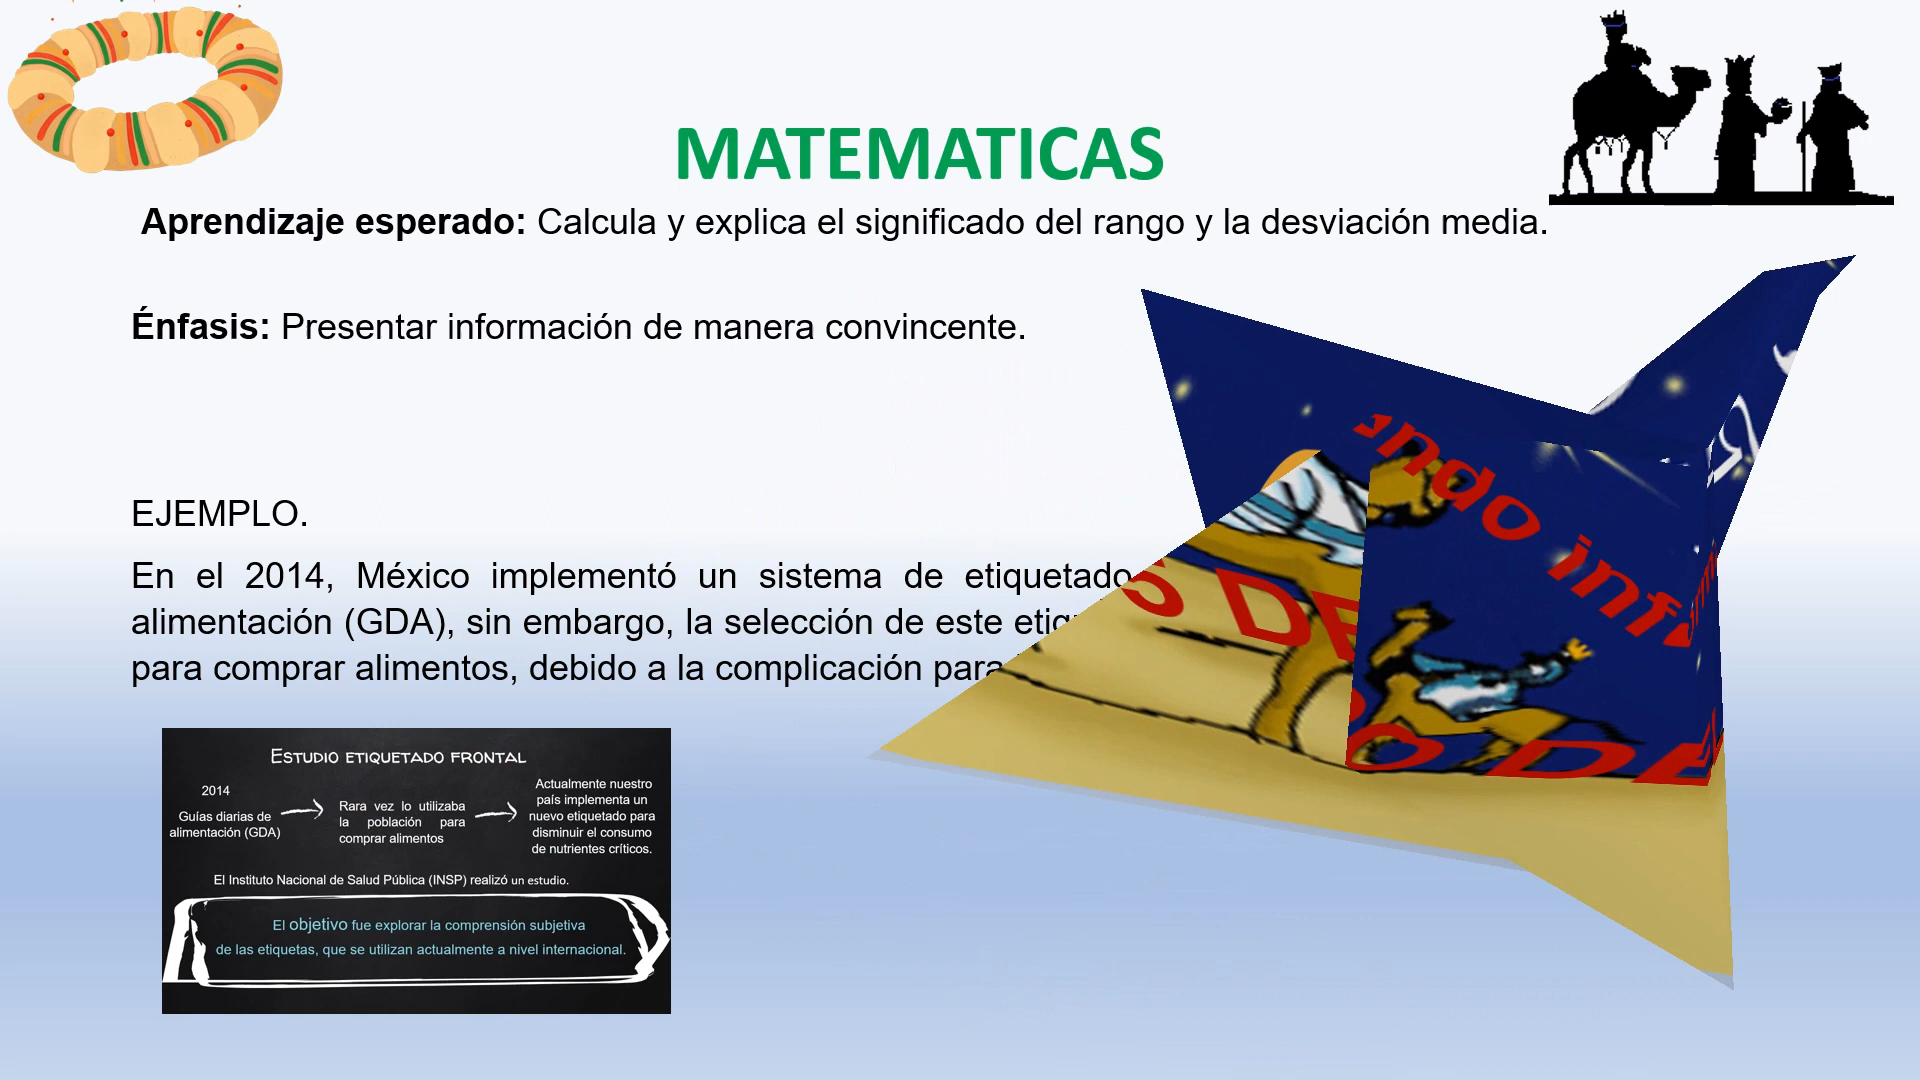 MATEMATICAS
Aprendizaje esperado: Calcula y explica el significado del rango y la desviación media.
Énfasis: Presentar información de manera convincente.
EJEMPLO.
En el 2014, México implementó un sistema de etiquetado
alimentación (GDA), sin embargo, la selección de este
para comprar alimentos, debido a la complicación para
ESTUDIO ETIQUETADO FRONTAL
2014
Guías diarias de
alimentación (GDA)
Rara vez lo utilizaba
la población para
comprar alimentos
Actualmente nuestro
país implementa un
nuevo etiquetado para
disminuir el consumo
de nutrientes críticos.
El Instituto Nacional de Salud Pública (INSP) realizó un estudio.
El objetivo fue explorar la comprensión subjetiva
de las etiquetas, que se utilizan actualmente a nivel internacional.